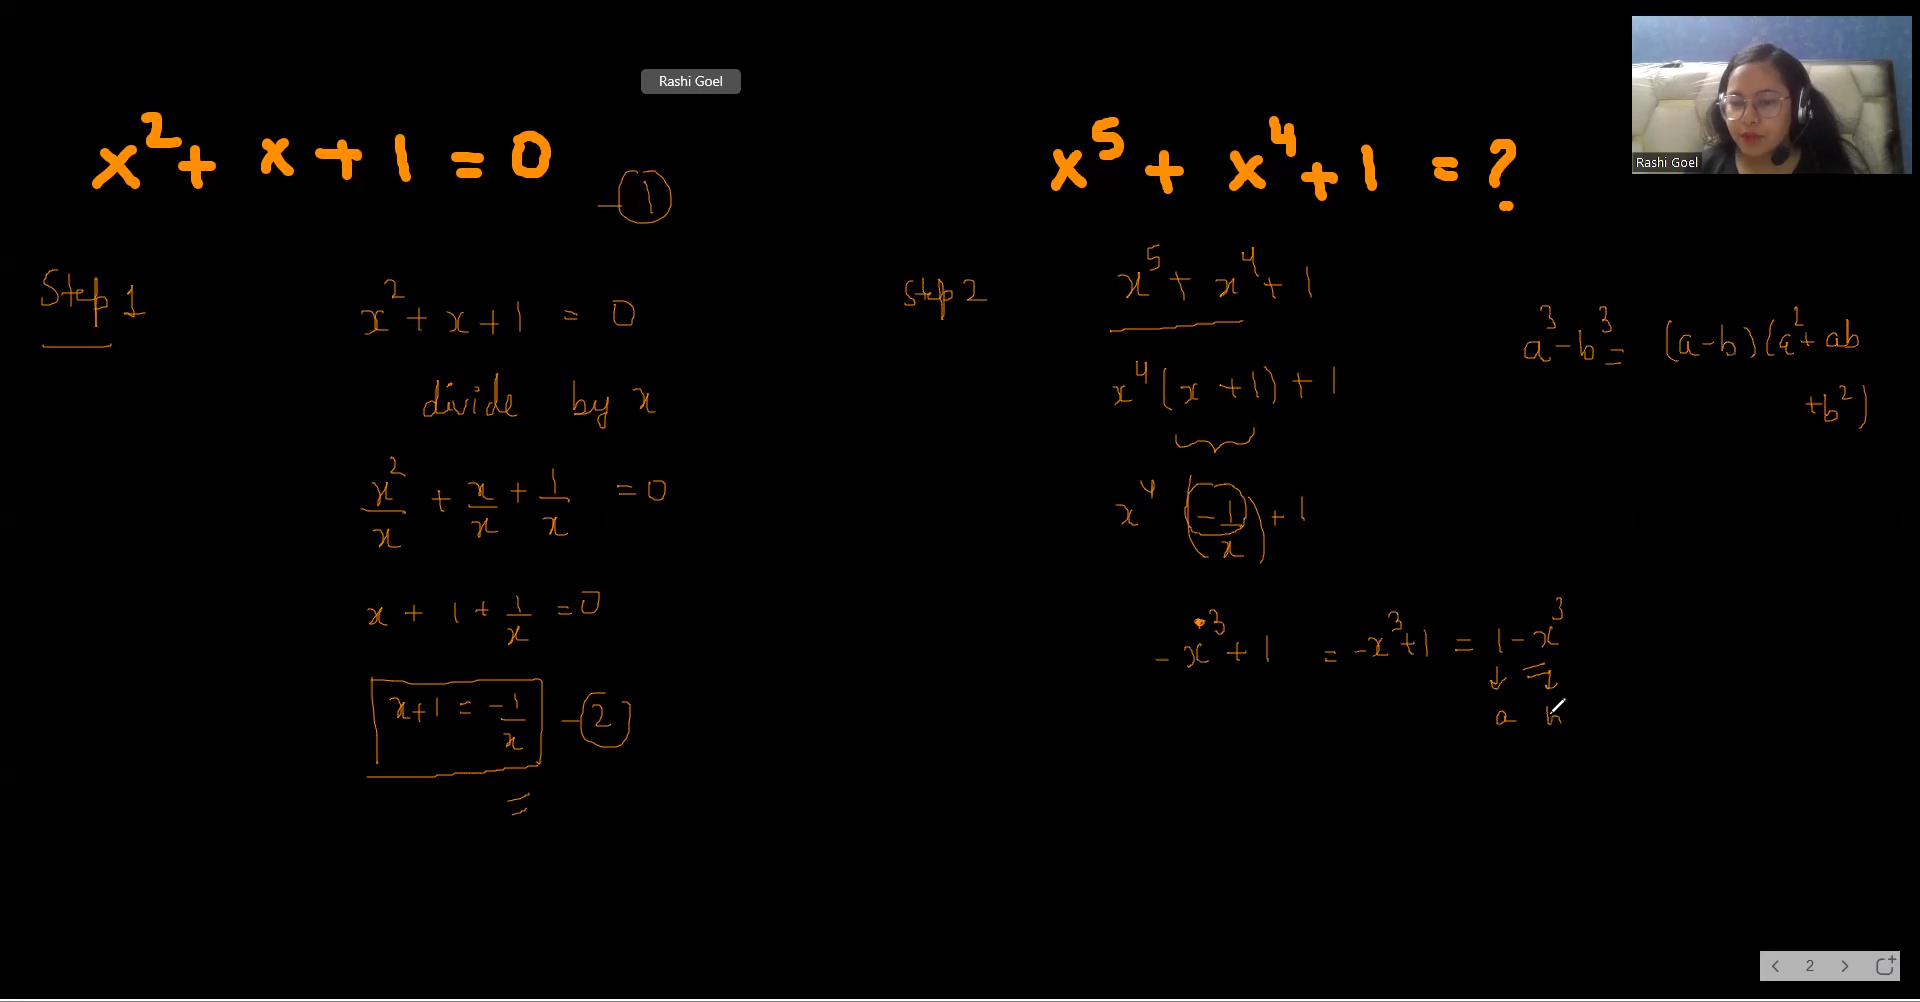 Rashi Goel
x² + x + 1 = 0
- ①
x⁵ + x⁴ + 1 = ?
Rashi Goel
Step 1
x² + x + 1 = 0
divide by x
x²/x + x/x + 1/x = 0
x + 1 + 1/x = 0
x+1 = -1/x - ②
=
Step 2
x⁵ + x⁴ + 1
x⁴(x + 1) + 1
x⁴(-1/x) + 1
-x³ + 1 = -x³+1 = 1 - x³
↓ ↓
a b
a³ - b³ = (a-b)(a² + ab
+b²)
2